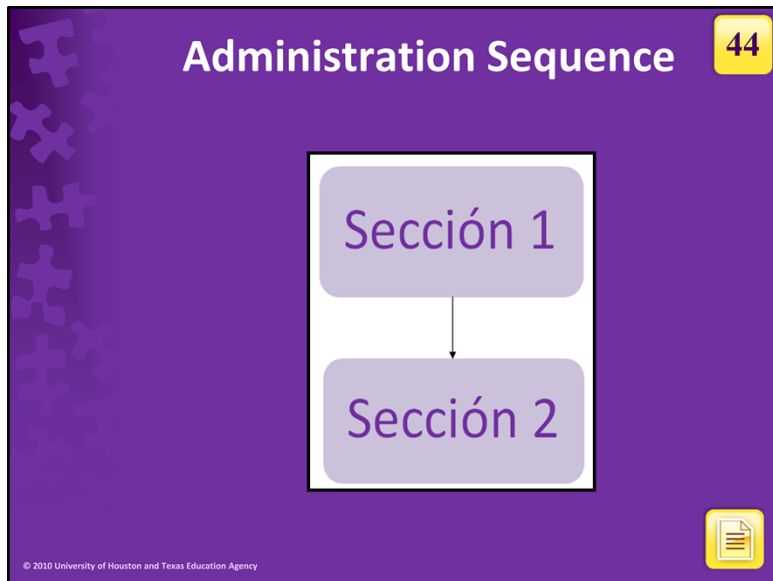 Administration Sequence
44
Sección 1
Sección 2
© 2010 University of Houston and Texas Education Agency